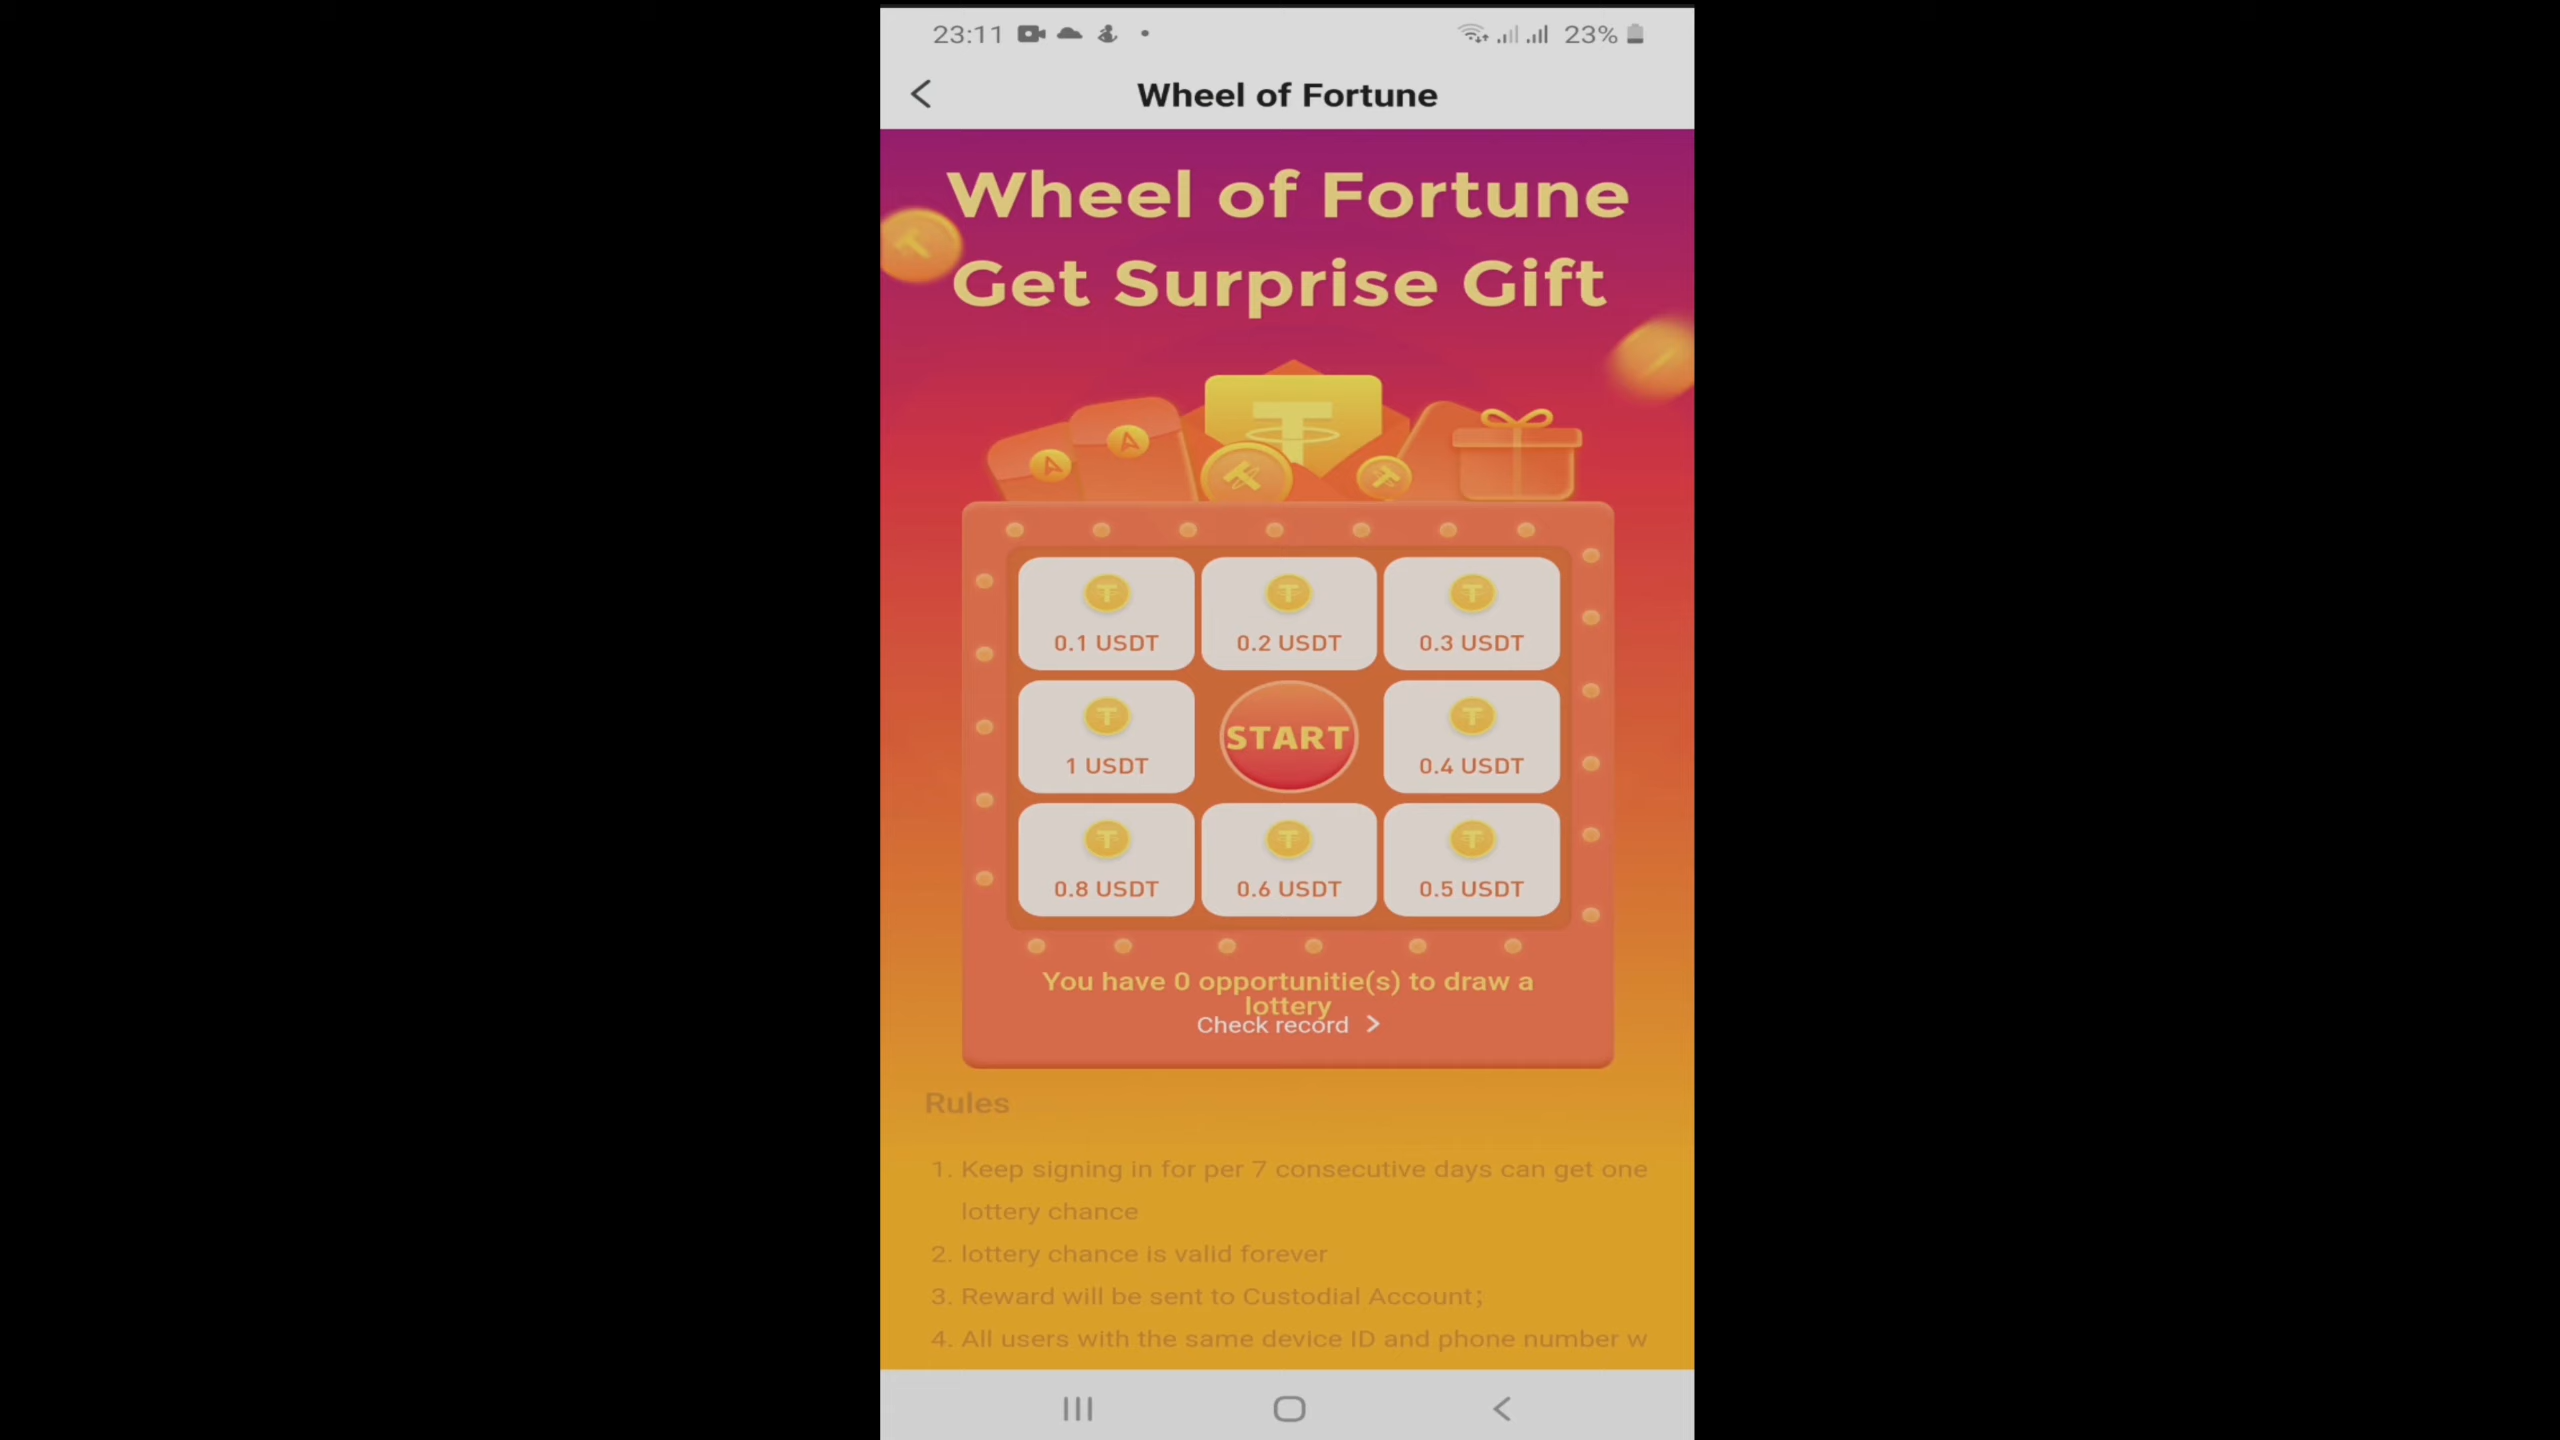 23:11
23%
Wheel of Fortune
Wheel of Fortune
Get Surprise Gift
0.1 USDT
0.2 USDT
0.3 USDT
1 USDT
START
0.4 USDT
0.8 USDT
0.6 USDT
0.5 USDT
You have 0 opportunitie(s) to draw a
lottery
Check record
Rules
1. Keep signing in for per 7 consecutive days can get one
lottery chance
2. lottery chance is valid forever
3. Reward will be sent to Custodial Account;
4. All users with the same device ID and phone number w